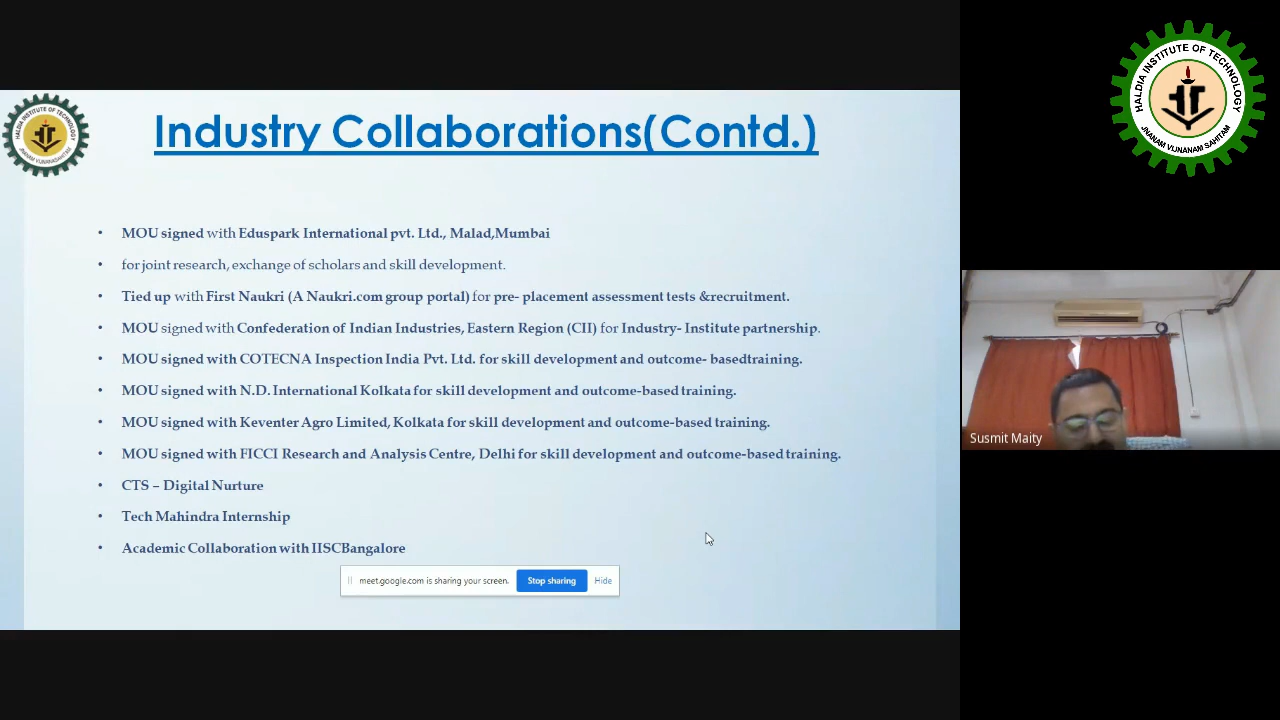 HALDIA INSTITUTE OF TECHNOLOGY
JNANAM VIJNANAM SAHITAM
Industry Collaborations(Contd.)
• MOU signed with Eduspark International pvt. Ltd., Malad,Mumbai
• for joint research, exchange of scholars and skill development.
• Tied up with First Naukri (A Naukri.com group portal) for pre- placement assessment tests &recruitment.
• MOU signed with Confederation of Indian Industries, Eastern Region (CII) for Industry- Institute partnership.
• MOU signed with COTECNA Inspection India Pvt. Ltd. for skill development and outcome- basedtraining.
• MOU signed with N.D. International Kolkata for skill development and outcome-based training.
• MOU signed with Keventer Agro Limited, Kolkata for skill development and outcome-based training.
• MOU signed with FICCI Research and Analysis Centre, Delhi for skill development and outcome-based training.
• CTS – Digital Nurture
• Tech Mahindra Internship
• Academic Collaboration with IISCBangalore
meet.google.com is sharing your screen. Stop sharing Hide
HALDIA INSTITUTE OF TECHNOLOGY
JNANAM VIJNANAM SAHITAM
Susmit Maity